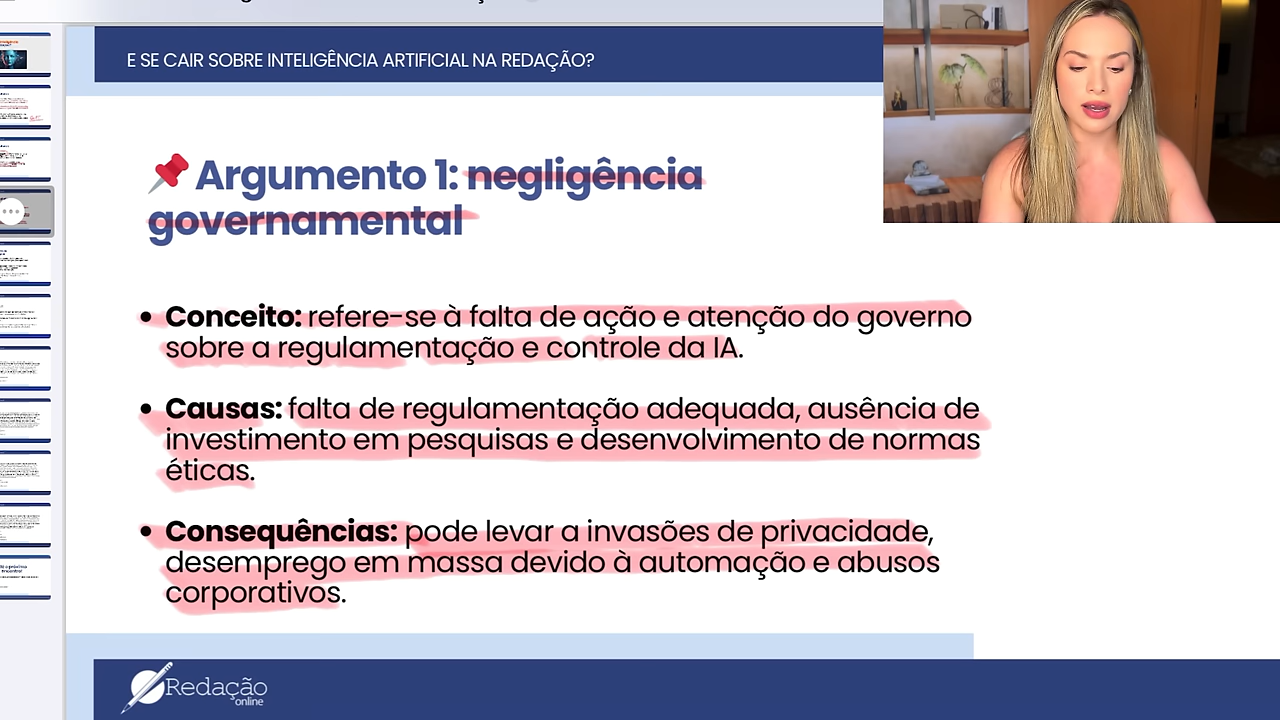 E SE CAIR SOBRE INTELIGÊNCIA ARTIFICIAL NA REDAÇÃO?
Argumento 1: negligência
governamental
• Conceito: refere-se à falta de ação e atenção do governo
sobre a regulamentação e controle da IA.
• Causas: falta de regulamentação adequada, ausência de
investimento em pesquisas e desenvolvimento de normas
éticas.
• Consequências: pode levar a invasões de privacidade,
desemprego em massa devido à automação e abusos
corporativos.
Redação
online